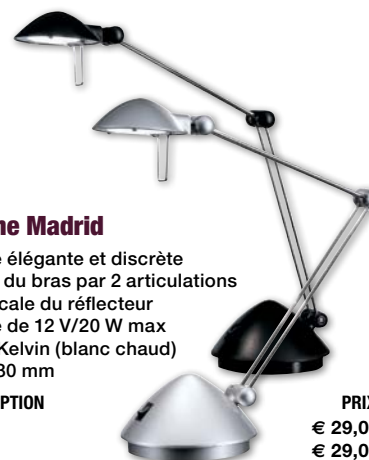 ne Madrid
élégante et discrète
du bras par 2 articulations
cale du réflecteur
de 12 V/20 W max
Kelvin (blanc chaud)
30 mm
PTION PRIX
€ 29,0
€ 29,0